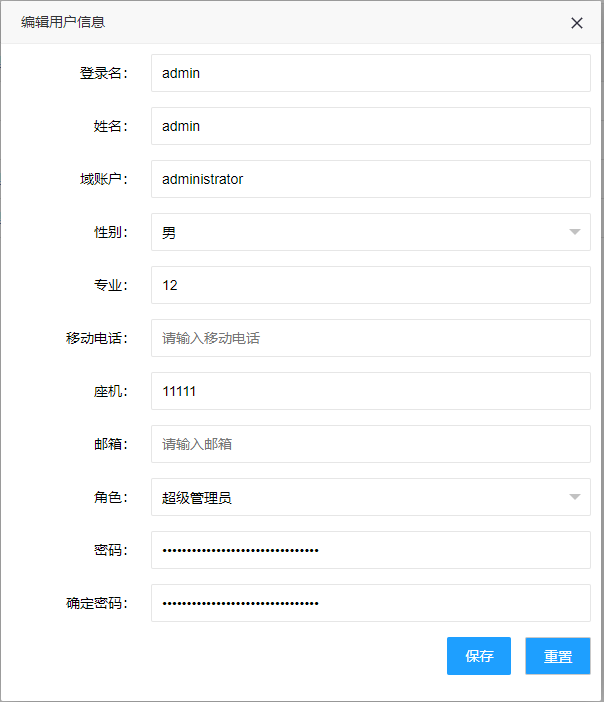 编辑用户信息
登录名： admin
姓名： admin
域账户： administrator
性别： 男
专业： 12
移动电话： 请输入移动电话
座机： 11111
邮箱： 请输入邮箱
角色： 超级管理员
密码： ••••••••••••••••••••••••••••••••
确定密码： ••••••••••••••••••••••••••••••••
保存 重置